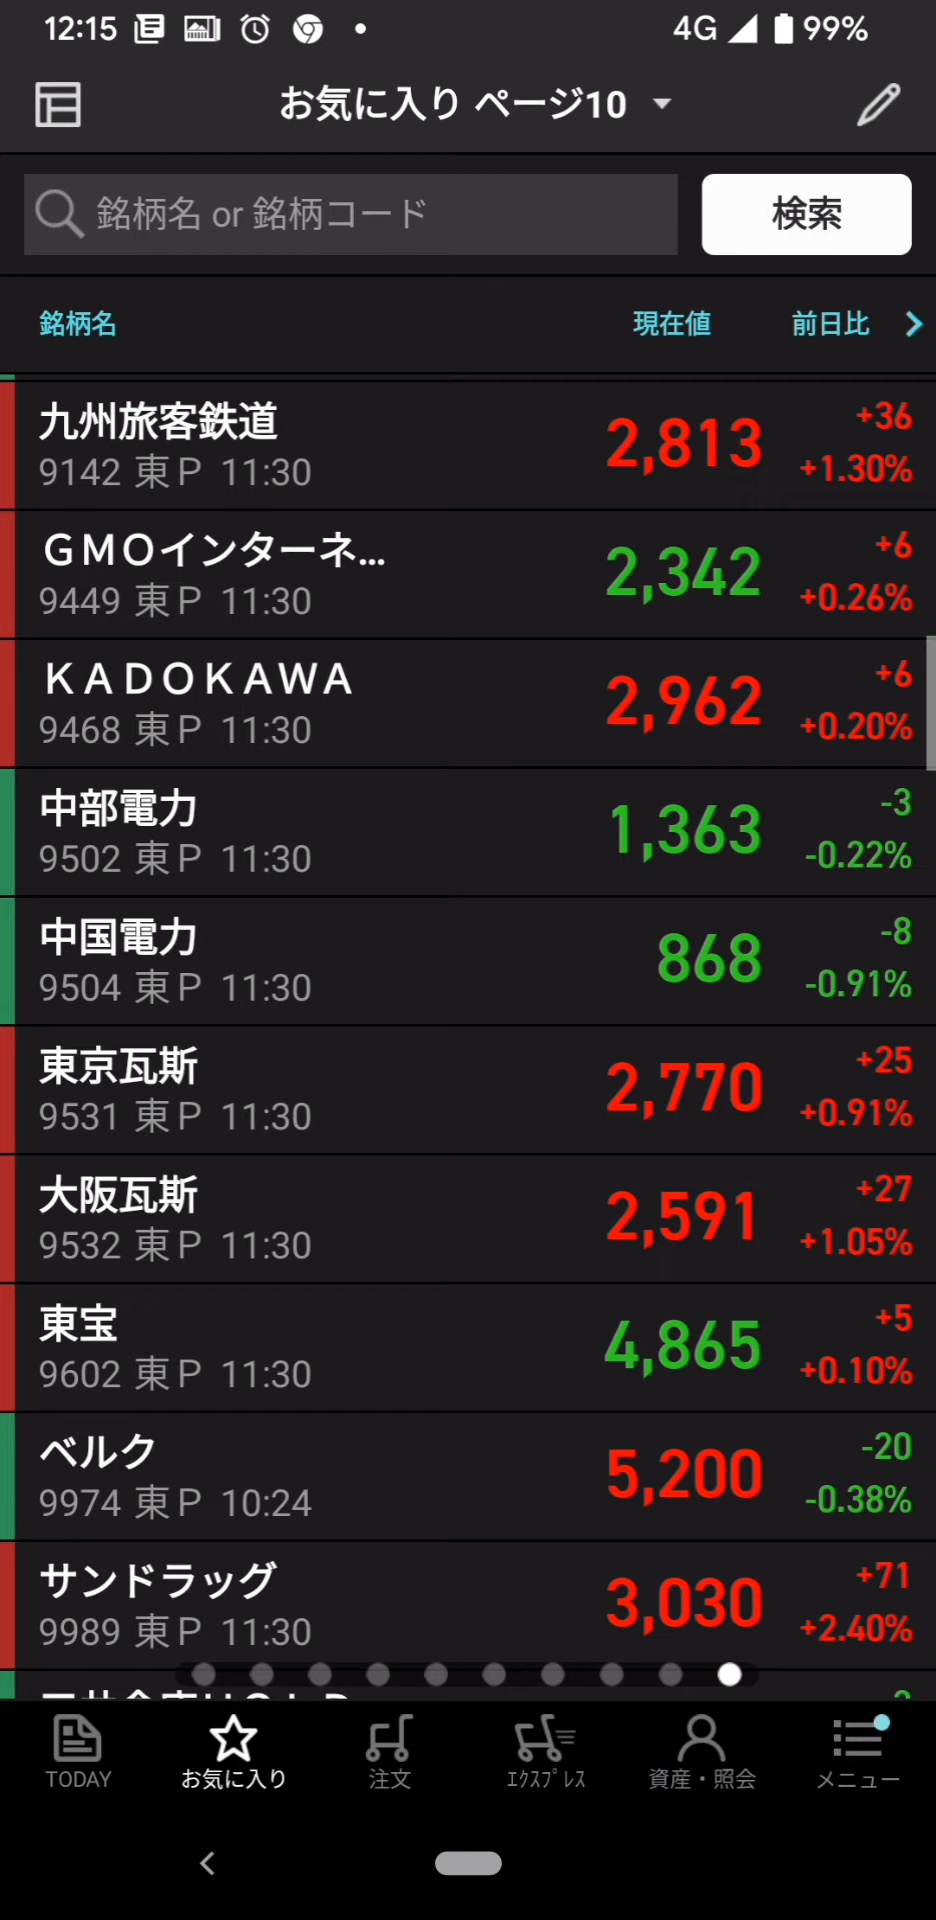 12:15
4G 99%
お気に入り ページ10
銘柄名 or 銘柄コード
検索
銘柄名 現在値 前日比
九州旅客鉄道 2,813 +36
9142 東P 11:30 +1.30%
GMOインターネ... 2,342 +6
9449 東P 11:30 +0.26%
KADOKAWA 2,962 +6
9468 東P 11:30 +0.20%
中部電力 1,363 -3
9502 東P 11:30 -0.22%
中国電力 868 -8
9504 東P 11:30 -0.91%
東京瓦斯 2,770 +25
9531 東P 11:30 +0.91%
大阪瓦斯 2,591 +27
9532 東P 11:30 +1.05%
東宝 4,865 +5
9602 東P 11:30 +0.10%
ベルク 5,200 -20
9974 東P 10:24 -0.38%
サンドラッグ 3,030 +71
9989 東P 11:30 +2.40%
TODAY お気に入り 注文 エクスプレス 資産・照会 メニュー